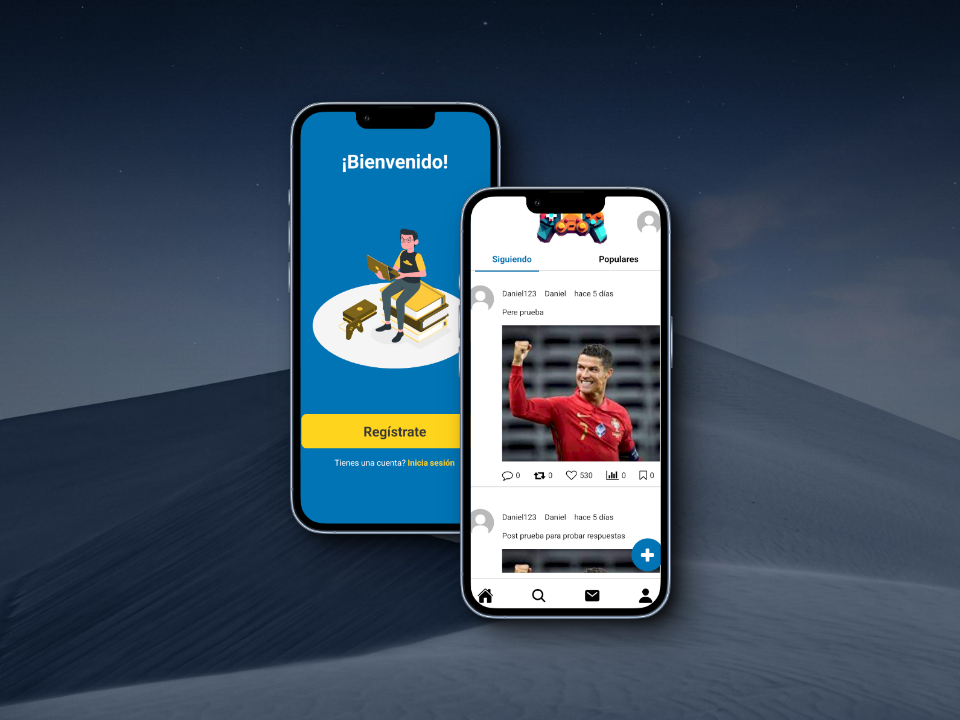 ¡Bienvenido!
Regístrate
Tienes una cuenta? Inicia sesión
Siguiendo Populares
Daniel123 Daniel hace 5 días
Pere prueba
7
0 0 530 0 0
Daniel123 Daniel hace 5 días
Post prueba para probar respuestas